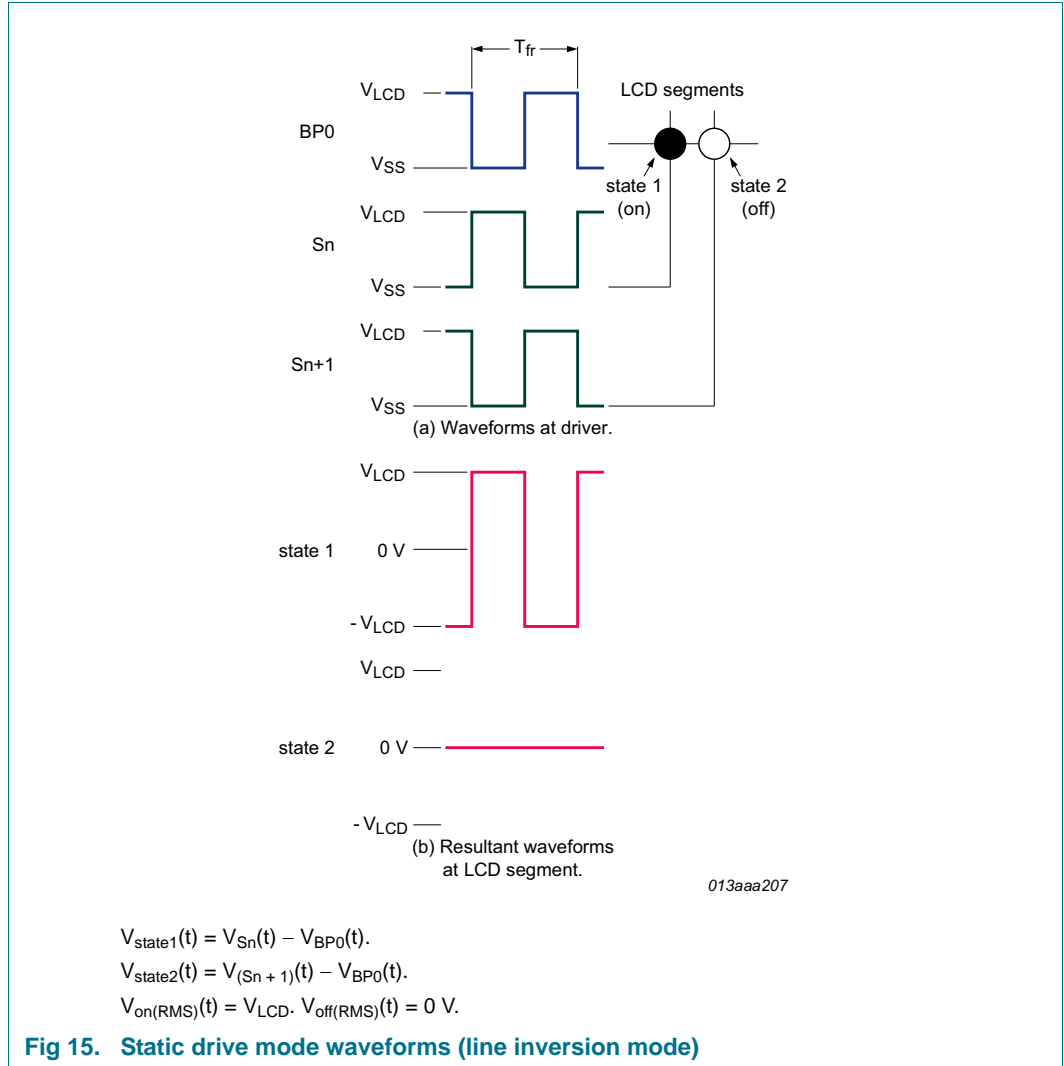 Tfr
VLCD
LCD segments
BP0
VSS
state 1
(on)
state 2
(off)
VLCD
Sn
VSS
VLCD
Sn+1
VSS
(a) Waveforms at driver.
VLCD
state 1
0 V
- VLCD
VLCD
state 2
0 V
- VLCD
(b) Resultant waveforms
at LCD segment.
013aaa207
Vstate1(t) = VSn(t) − VBP0(t).
Vstate2(t) = V(Sn + 1)(t) − VBP0(t).
Von(RMS)(t) = VLCD. Voff(RMS)(t) = 0 V.
Fig 15. Static drive mode waveforms (line inversion mode)